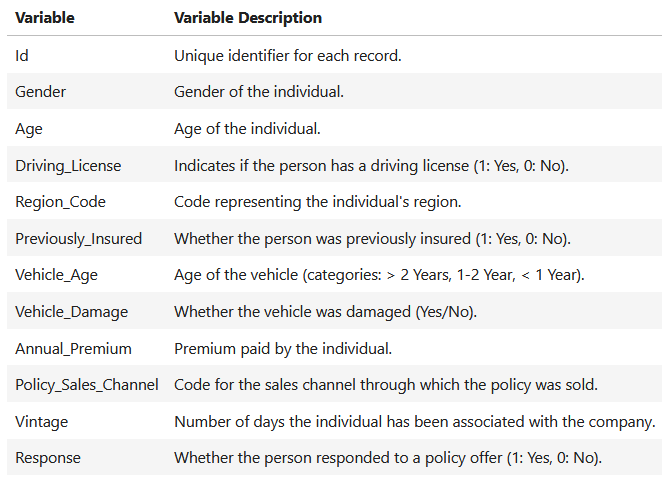 Variable Variable Description
Id Unique identifier for each record.
Gender Gender of the individual.
Age Age of the individual.
Driving_License Indicates if the person has a driving license (1: Yes, 0: No).
Region_Code Code representing the individual's region.
Previously_Insured Whether the person was previously insured (1: Yes, 0: No).
Vehicle_Age Age of the vehicle (categories: > 2 Years, 1-2 Year, < 1 Year).
Vehicle_Damage Whether the vehicle was damaged (Yes/No).
Annual_Premium Premium paid by the individual.
Policy_Sales_Channel Code for the sales channel through which the policy was sold.
Vintage Number of days the individual has been associated with the company.
Response Whether the person responded to a policy offer (1: Yes, 0: No).